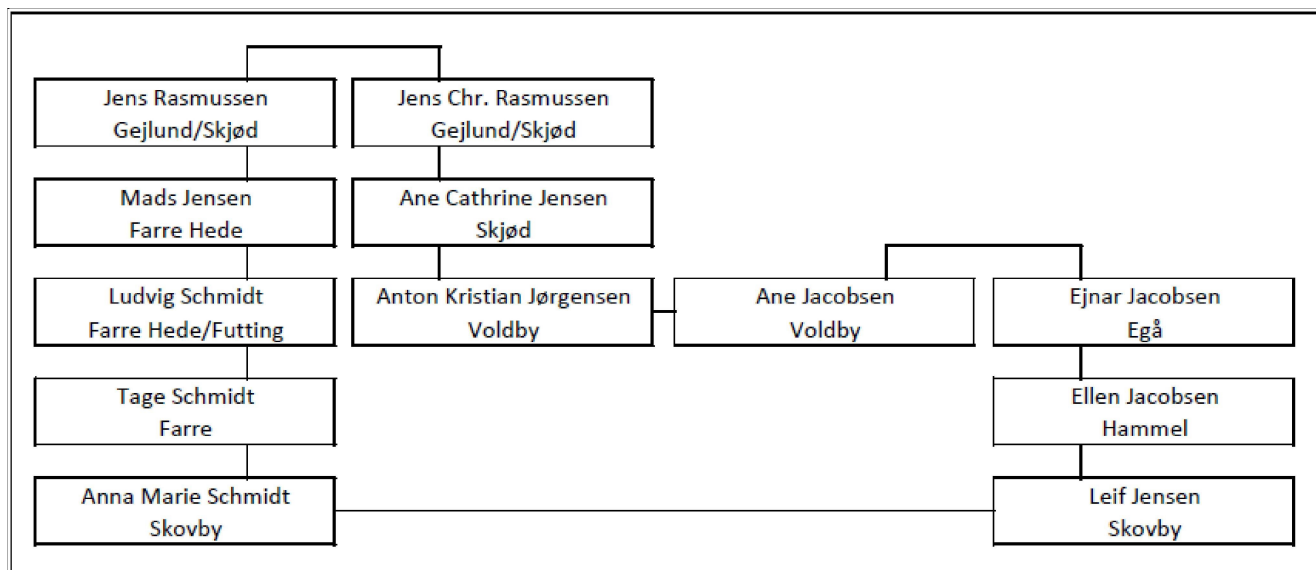 Jens Rasmussen
Gejlund/Skjød
Jens Chr. Rasmussen
Gejlund/Skjød
Mads Jensen
Farre Hede
Ane Cathrine Jensen
Skjød
Ludvig Schmidt
Farre Hede/Futting
Anton Kristian Jørgensen
Voldby
Ane Jacobsen
Voldby
Ejnar Jacobsen
Egå
Tage Schmidt
Farre
Ellen Jacobsen
Hammel
Anna Marie Schmidt
Skovby
Leif Jensen
Skovby